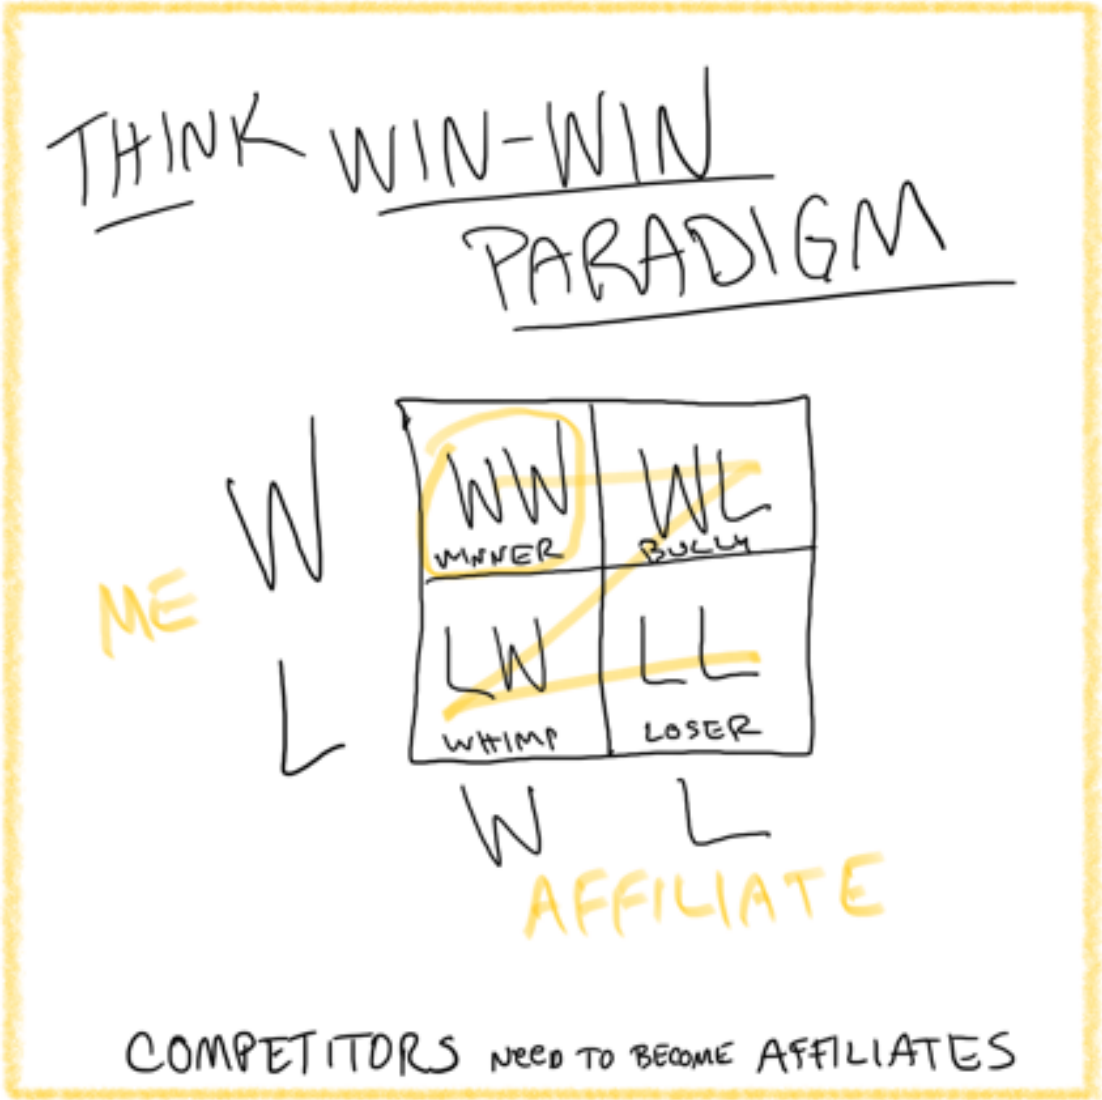 THINK WIN-WIN
PARADIGM
W
WW
WL
WINNER
BULLY
ME
L
LW
LL
WHIMP
LOSER
W
L
AFFILIATE
COMPETITORS NEED TO BECOME AFFILIATES